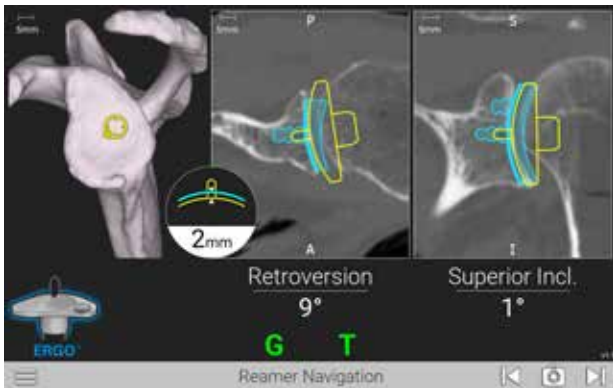 5mm
P
A
5mm
S
I
5mm
2mm
Retroversion
9°
Superior Incl.
1°
ERGO
G T
Reamer Navigation